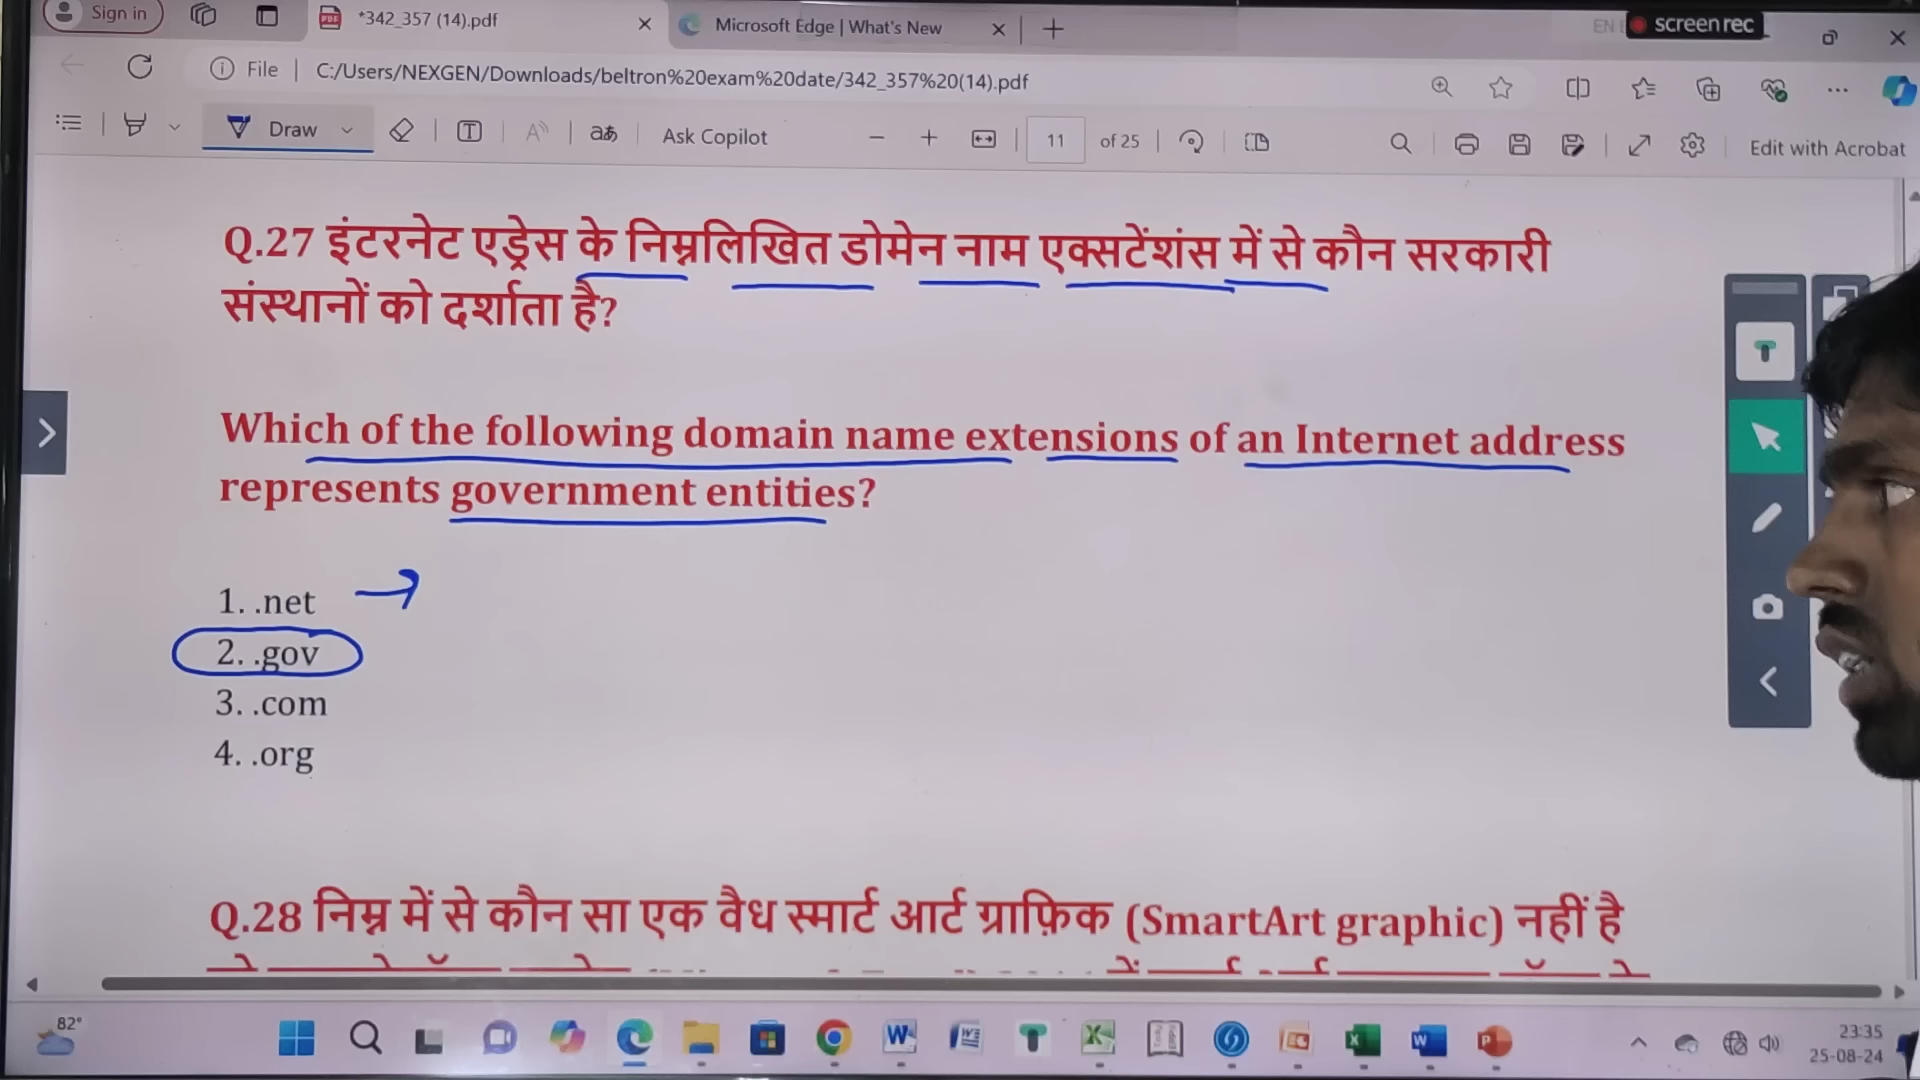 Sign in
*342_357 (14).pdf
Microsoft Edge | What's New
EN
screenrec
File
C:/Users/NEXGEN/Downloads/beltron%20exam%20date/342_357%20(14).pdf
Draw
aあ
Ask Copilot
11
of 25
Edit with Acrobat
Q.27 इंटरनेट एड्रेस के निम्नलिखित डोमेन नाम एक्सटेंशंस में से कौन सरकारी
संस्थानों को दर्शाता है?
Which of the following domain name extensions of an Internet address
represents government entities?
1. .net
2. .gov
3. .com
4. .org
Q.28 निम्न में से कौन सा एक वैध स्मार्ट आर्ट ग्राफ़िक (SmartArt graphic) नहीं है
82°
23:35
25-08-24